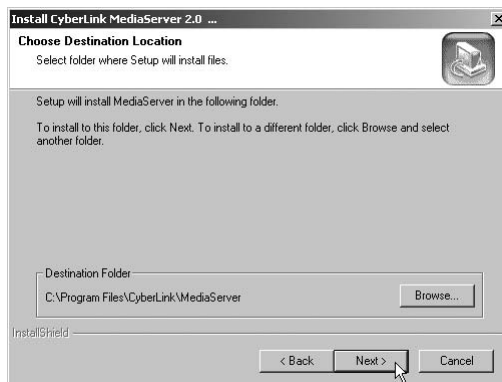 Install CyberLink MediaServer 2.0 ...
Choose Destination Location
Select folder where Setup will install files.
Setup will install MediaServer in the following folder.
To install to this folder, click Next. To install to a different folder, click Browse and select
another folder.
Destination Folder
C:\Program Files\CyberLink\MediaServer
Browse...
InstallShield
< Back
Next >
Cancel